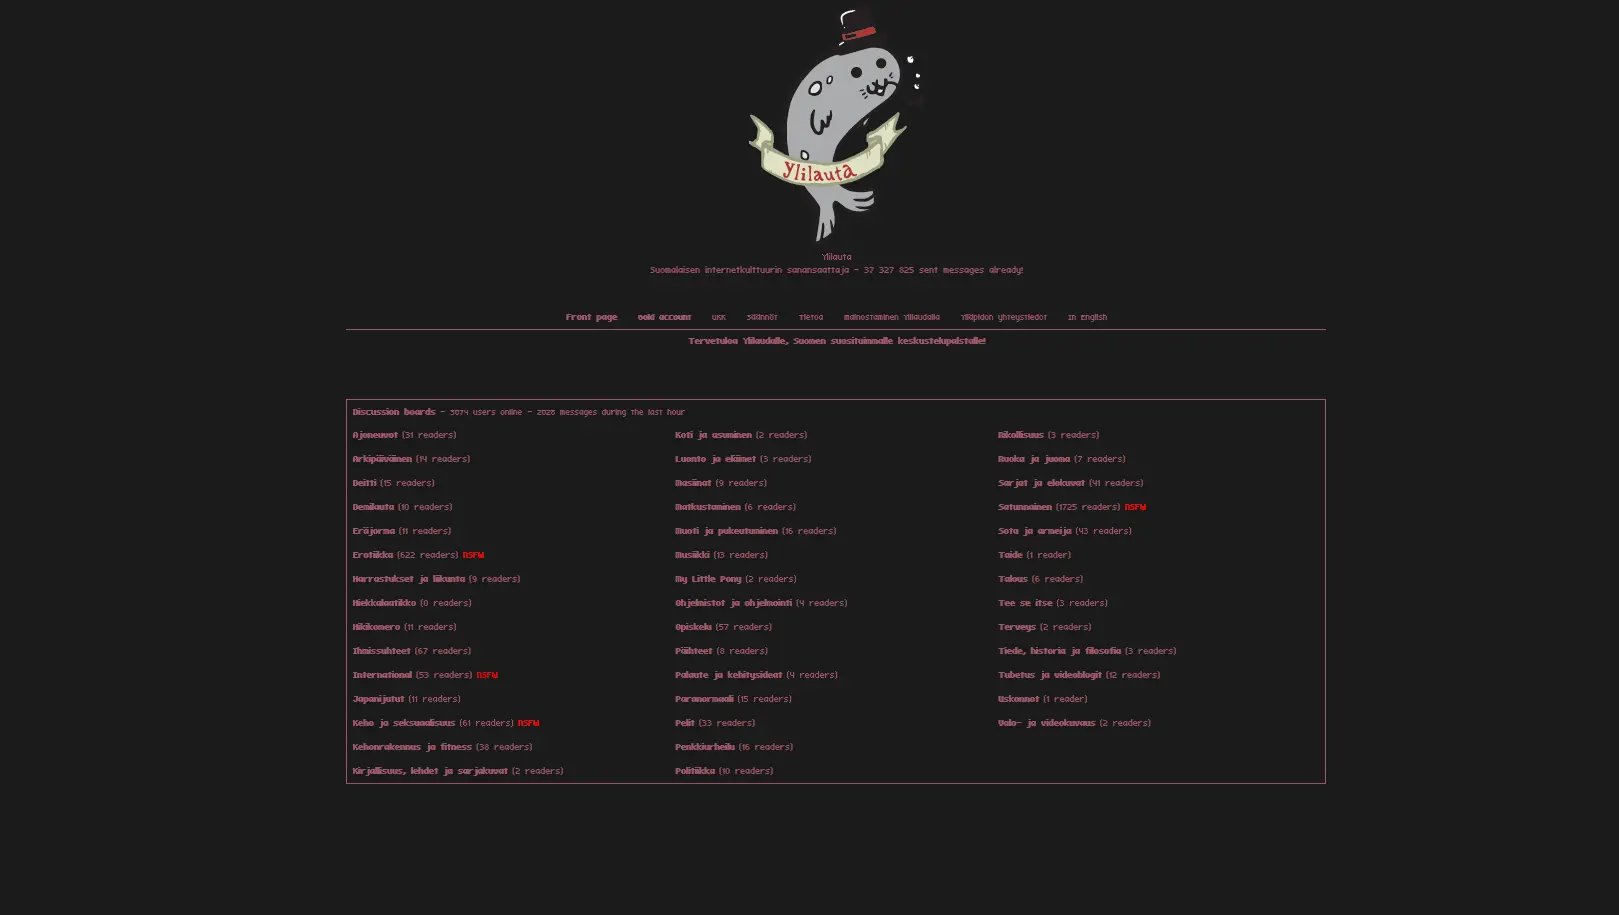 Ylilauta
Ylilauta
Suomalaisen internetkulttuurin sanansaattaja - 37 327 825 sent messages already!
Front page Gold account UKK Säännöt Tietoa Mainostaminen Ylilaudalla Ylläpidon yhteystiedot In English
Tervetuloa Ylilaudalle, Suomen suosituimmalle keskustelupalstalle!
Discussion boards - 3074 users online - 2028 messages during the last hour
Ajoneuvot (31 readers)
Arkipäiväinen (14 readers)
Deitti (15 readers)
Demilauta (10 readers)
Eräjorma (11 readers)
Erotiikka (622 readers) NSFW
Harrastukset ja liikunta (9 readers)
Hiekkalaatikko (0 readers)
Hikikomero (11 readers)
Ihmissuhteet (67 readers)
International (53 readers) NSFW
Japanijutut (11 readers)
Keho ja seksuaalisuus (61 readers) NSFW
Kehonrakennus ja fitness (38 readers)
Kirjallisuus, lehdet ja sarjakuvat (2 readers)
Koti ja asuminen (2 readers)
Luonto ja eläimet (3 readers)
Masiinat (9 readers)
Matkustaminen (6 readers)
Muoti ja pukeutuminen (16 readers)
Musiikki (13 readers)
My Little Pony (2 readers)
Ohjelmistot ja ohjelmointi (4 readers)
Opiskelu (57 readers)
Päihteet (8 readers)
Palaute ja kehitysideat (4 readers)
Paranormaali (15 readers)
Pelit (33 readers)
Penkkiurheilu (16 readers)
Politiikka (10 readers)
Rikollisuus (3 readers)
Ruoka ja juoma (7 readers)
Sarjat ja elokuvat (41 readers)
Satunnainen (1725 readers) NSFW
Sota ja armeija (43 readers)
Taide (1 reader)
Talous (6 readers)
Tee se itse (3 readers)
Terveys (2 readers)
Tiede, historia ja filosofia (3 readers)
Tubetus ja videoblogit (12 readers)
Uskonnot (1 reader)
Valo- ja videokuvaus (2 readers)